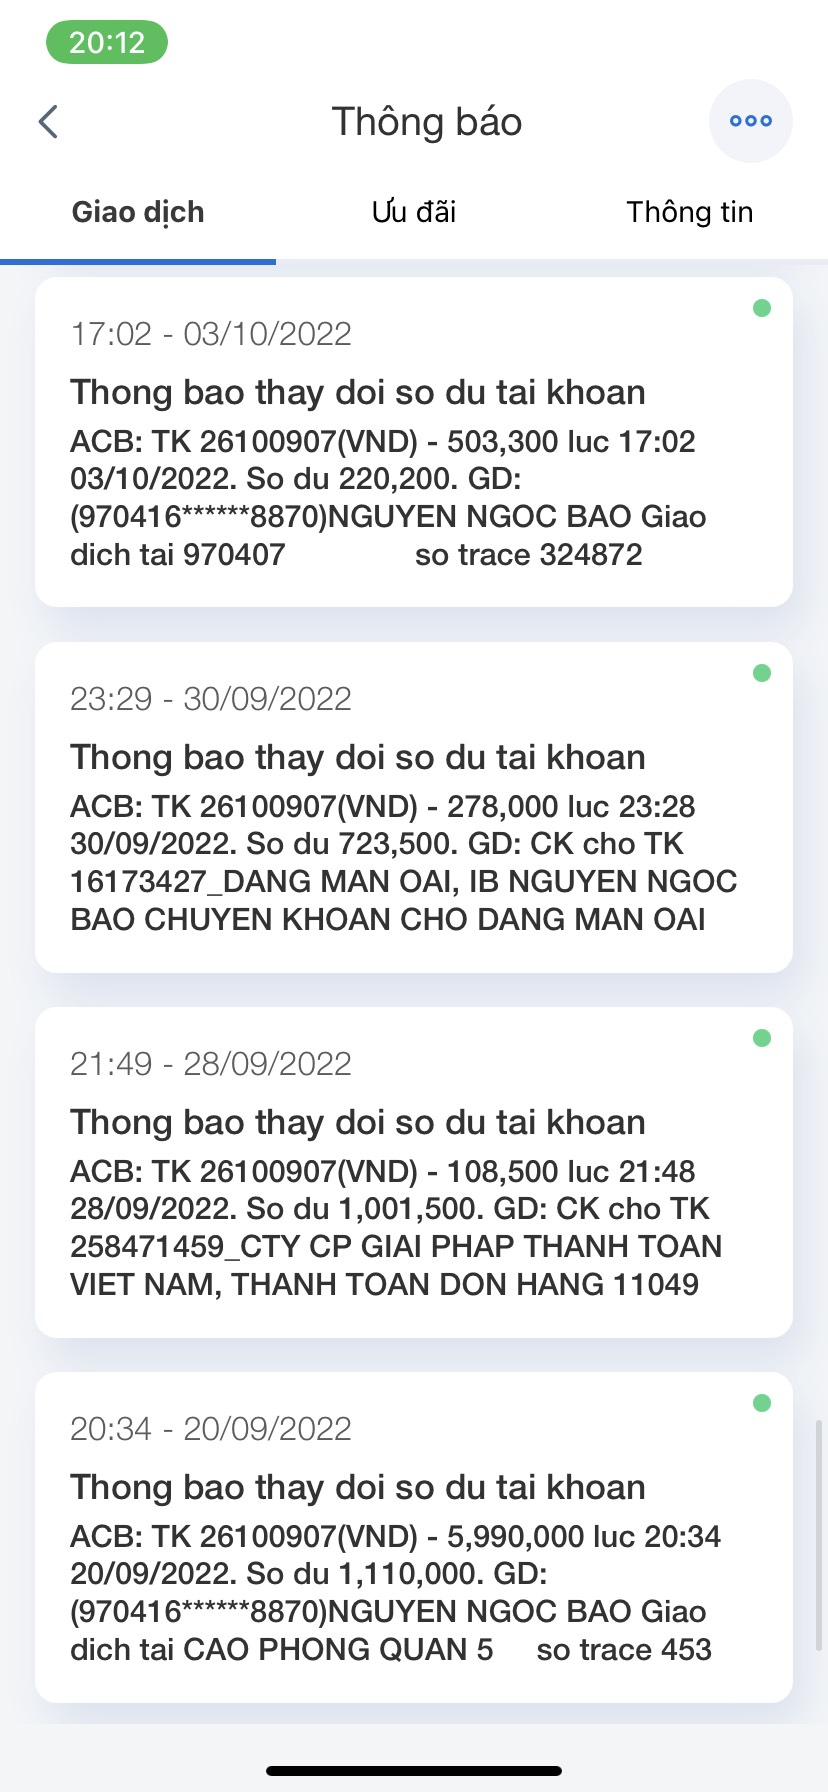 20:12
Thông báo
Giao dịch
Ưu đãi
Thông tin
17:02 - 03/10/2022
Thong bao thay doi so du tai khoan
ACB: TK 26100907(VND) - 503,300 luc 17:02
03/10/2022. So du 220,200. GD:
(970416******8870)NGUYEN NGOC BAO Giao
dich tai 970407 so trace 324872
23:29 - 30/09/2022
Thong bao thay doi so du tai khoan
ACB: TK 26100907(VND) - 278,000 luc 23:28
30/09/2022. So du 723,500. GD: CK cho TK
16173427_DANG MAN OAI, IB NGUYEN NGOC
BAO CHUYEN KHOAN CHO DANG MAN OAI
21:49 - 28/09/2022
Thong bao thay doi so du tai khoan
ACB: TK 26100907(VND) - 108,500 luc 21:48
28/09/2022. So du 1,001,500. GD: CK cho TK
258471459_CTY CP GIAI PHAP THANH TOAN
VIET NAM, THANH TOAN DON HANG 11049
20:34 - 20/09/2022
Thong bao thay doi so du tai khoan
ACB: TK 26100907(VND) - 5,990,000 luc 20:34
20/09/2022. So du 1,110,000. GD:
(970416******8870)NGUYEN NGOC BAO Giao
dich tai CAO PHONG QUAN 5 so trace 453